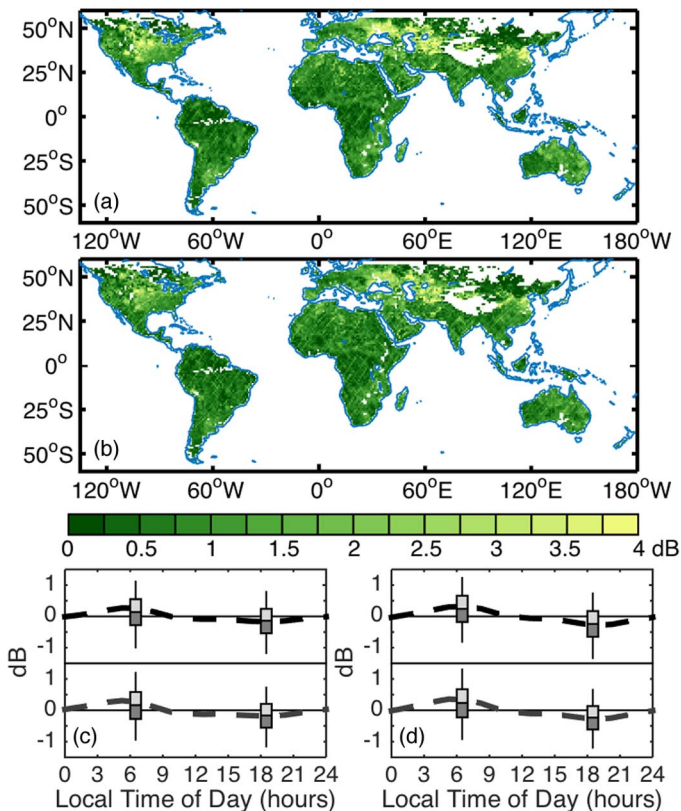 50°N
25°N
0°
25°S
50°S
(a)
120°W 60°W 0° 60°E 120°E 180°W
50°N
25°N
0°
25°S
50°S
(b)
120°W 60°W 0° 60°E 120°E 180°W
0 0.5 1 1.5 2 2.5 3 3.5 4 dB
1 1
0 0
-1 -1
dB
1 1
0 0
-1 -1
(c) (d)
0 3 6 9 12 15 18 21 24 0 3 6 9 12 15 18 21 24
Local Time of Day (hours) Local Time of Day (hours)